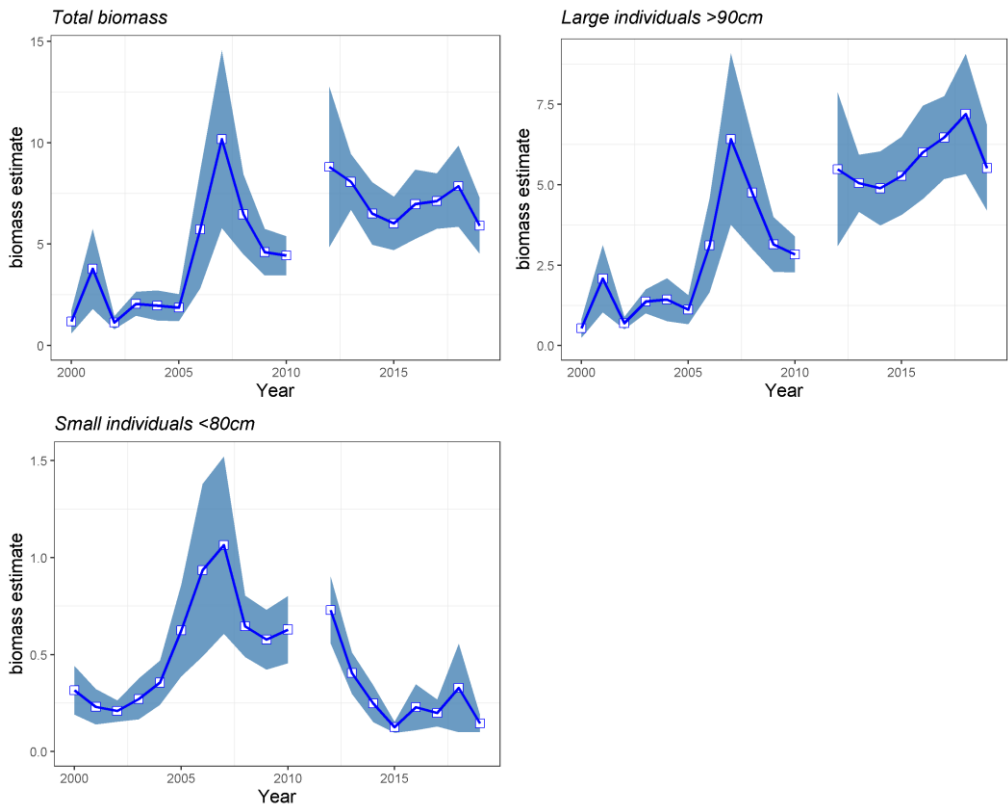 Total biomass
15
10
5
0
biomass estimate
2000
2005
2010
2015
Year
Large individuals >90cm
7.5
5.0
2.5
0.0
biomass estimate
2000
2005
2010
2015
Year
Small individuals <80cm
1.5
1.0
0.5
0.0
biomass estimate
2000
2005
2010
2015
Year